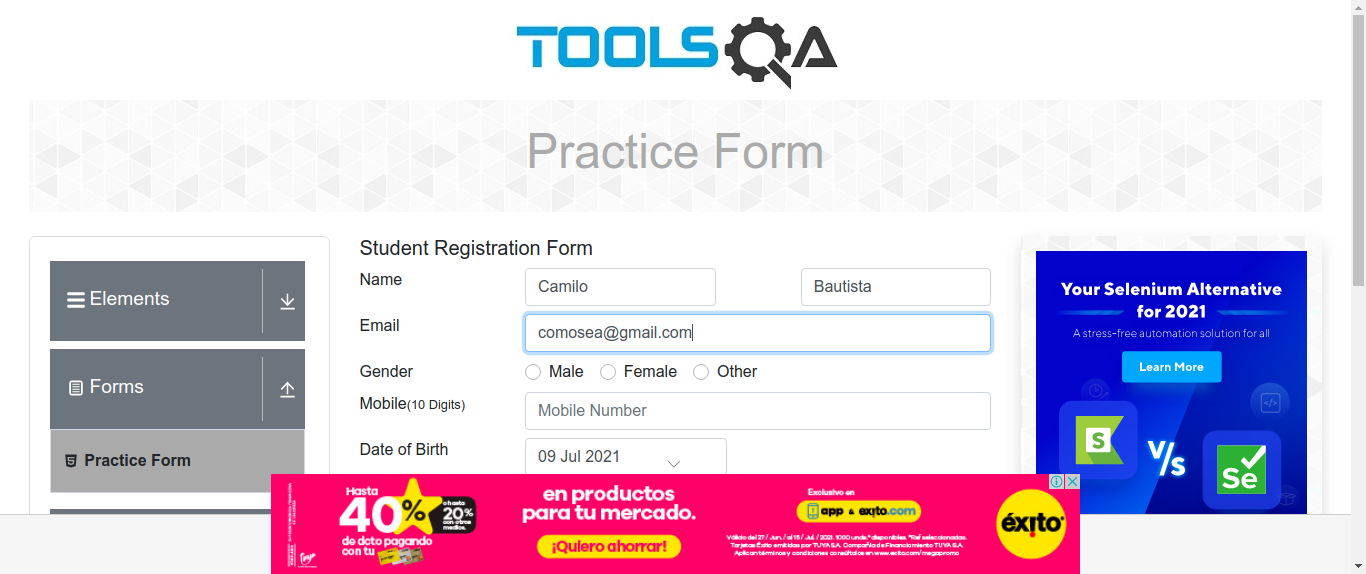 TOOLSQA
Practice Form
Elements
Forms
Practice Form
Student Registration Form
Name
Camilo
Bautista
Email
comosea@gmail.com
Gender
Male
Female
Other
Mobile(10 Digits)
Mobile Number
Date of Birth
09 Jul 2021
Your Selenium Alternative
for 2021
A stress-free automation solution for all
Learn More
S
V/s
Se
Hasta
40%
o hasta
20%
con otros
medios.
de dcto pagando
con tu
en productos
para tu mercado.
¡Quiero ahorrar!
Exclusivo en
app & exito.com
Válido del 27 / Jun. / al 15 / Jul. / 2021. 1000 unds.* disponibles. *Ref seleccionadas.
Tarjetas Éxito emitidas por TUYA S.A. Compañía de Financiamiento TUYA S.A.
Aplican términos y condiciones consúltalos en www.exito.com/megapromo
éxito